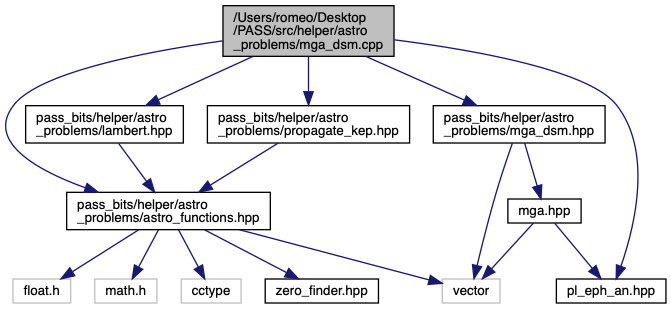 /Users/romeo/Desktop
/PASS/src/helper/astro
_problems/mga_dsm.cpp
pass_bits/helper/astro
_problems/lambert.hpp
pass_bits/helper/astro
_problems/propagate_kep.hpp
pass_bits/helper/astro
_problems/mga_dsm.hpp
pass_bits/helper/astro
_problems/astro_functions.hpp
mga.hpp
float.h
math.h
cctype
zero_finder.hpp
vector
pl_eph_an.hpp